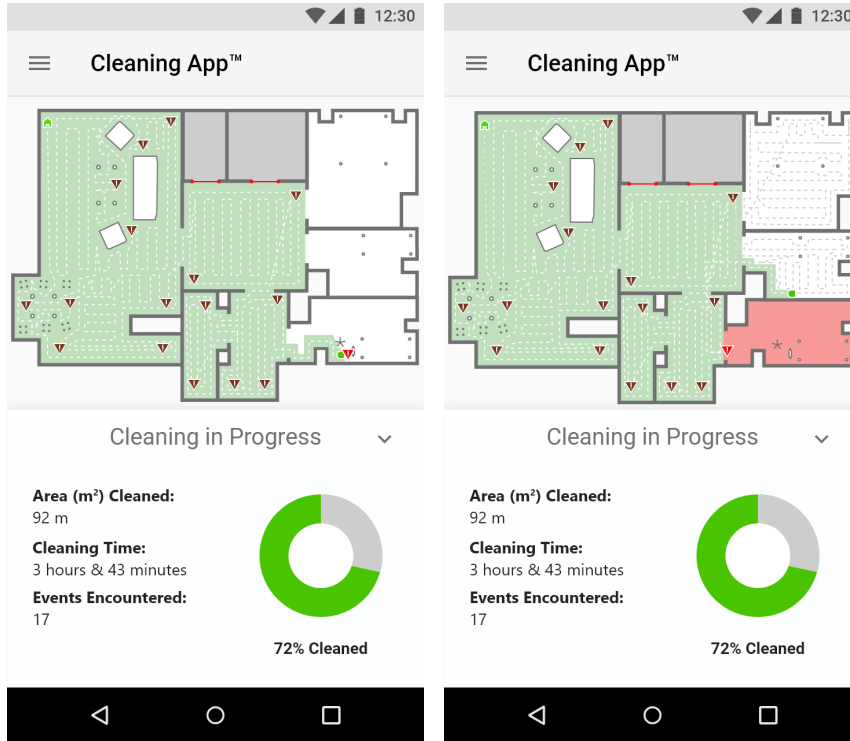 12:30
Cleaning App™
Cleaning in Progress
Area (m²) Cleaned:
92 m
Cleaning Time:
3 hours & 43 minutes
Events Encountered:
17
72% Cleaned
12:30
Cleaning App™
Cleaning in Progress
Area (m²) Cleaned:
92 m
Cleaning Time:
3 hours & 43 minutes
Events Encountered:
17
72% Cleaned